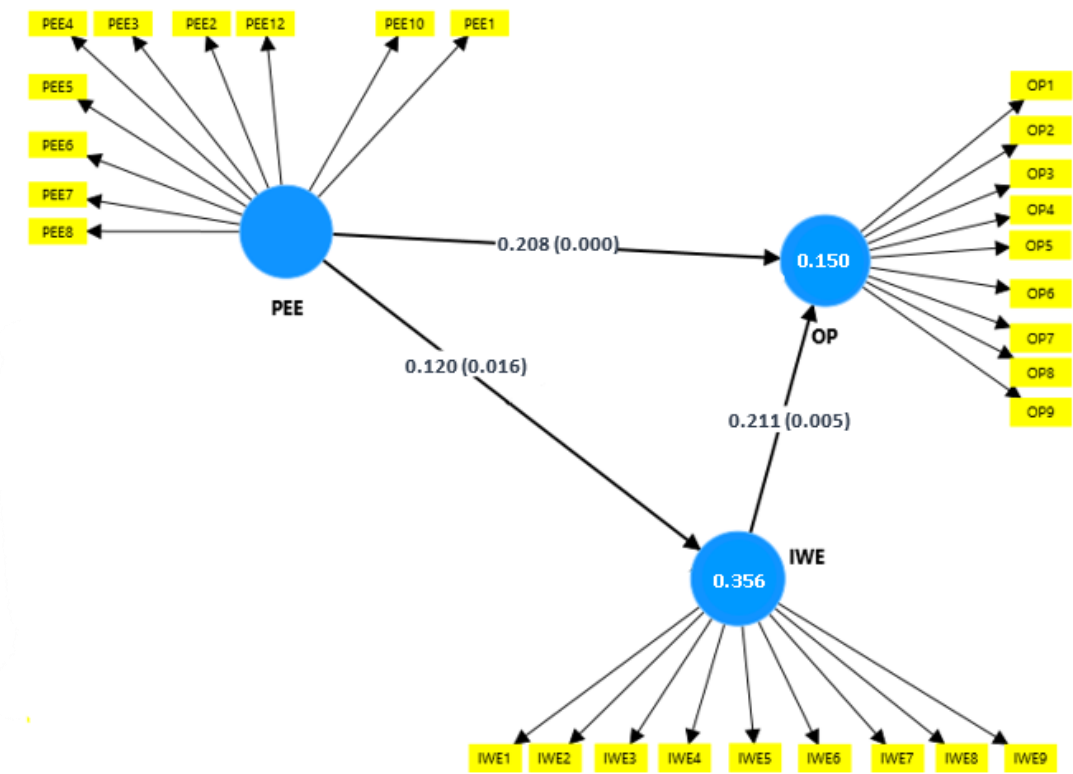 PEE4 PEE3 PEE2 PEE12 PEE10 PEE1
PEE5
PEE6
PEE7
PEE8
PEE
0.208 (0.000)
0.150
OP
OP1
OP2
OP3
OP4
OP5
OP6
OP7
OP8
OP9
0.120 (0.016)
0.211 (0.005)
IWE
0.356
IWE1 IWE2 IWE3 IWE4 IWE5 IWE6 IWE7 IWE8 IWE9